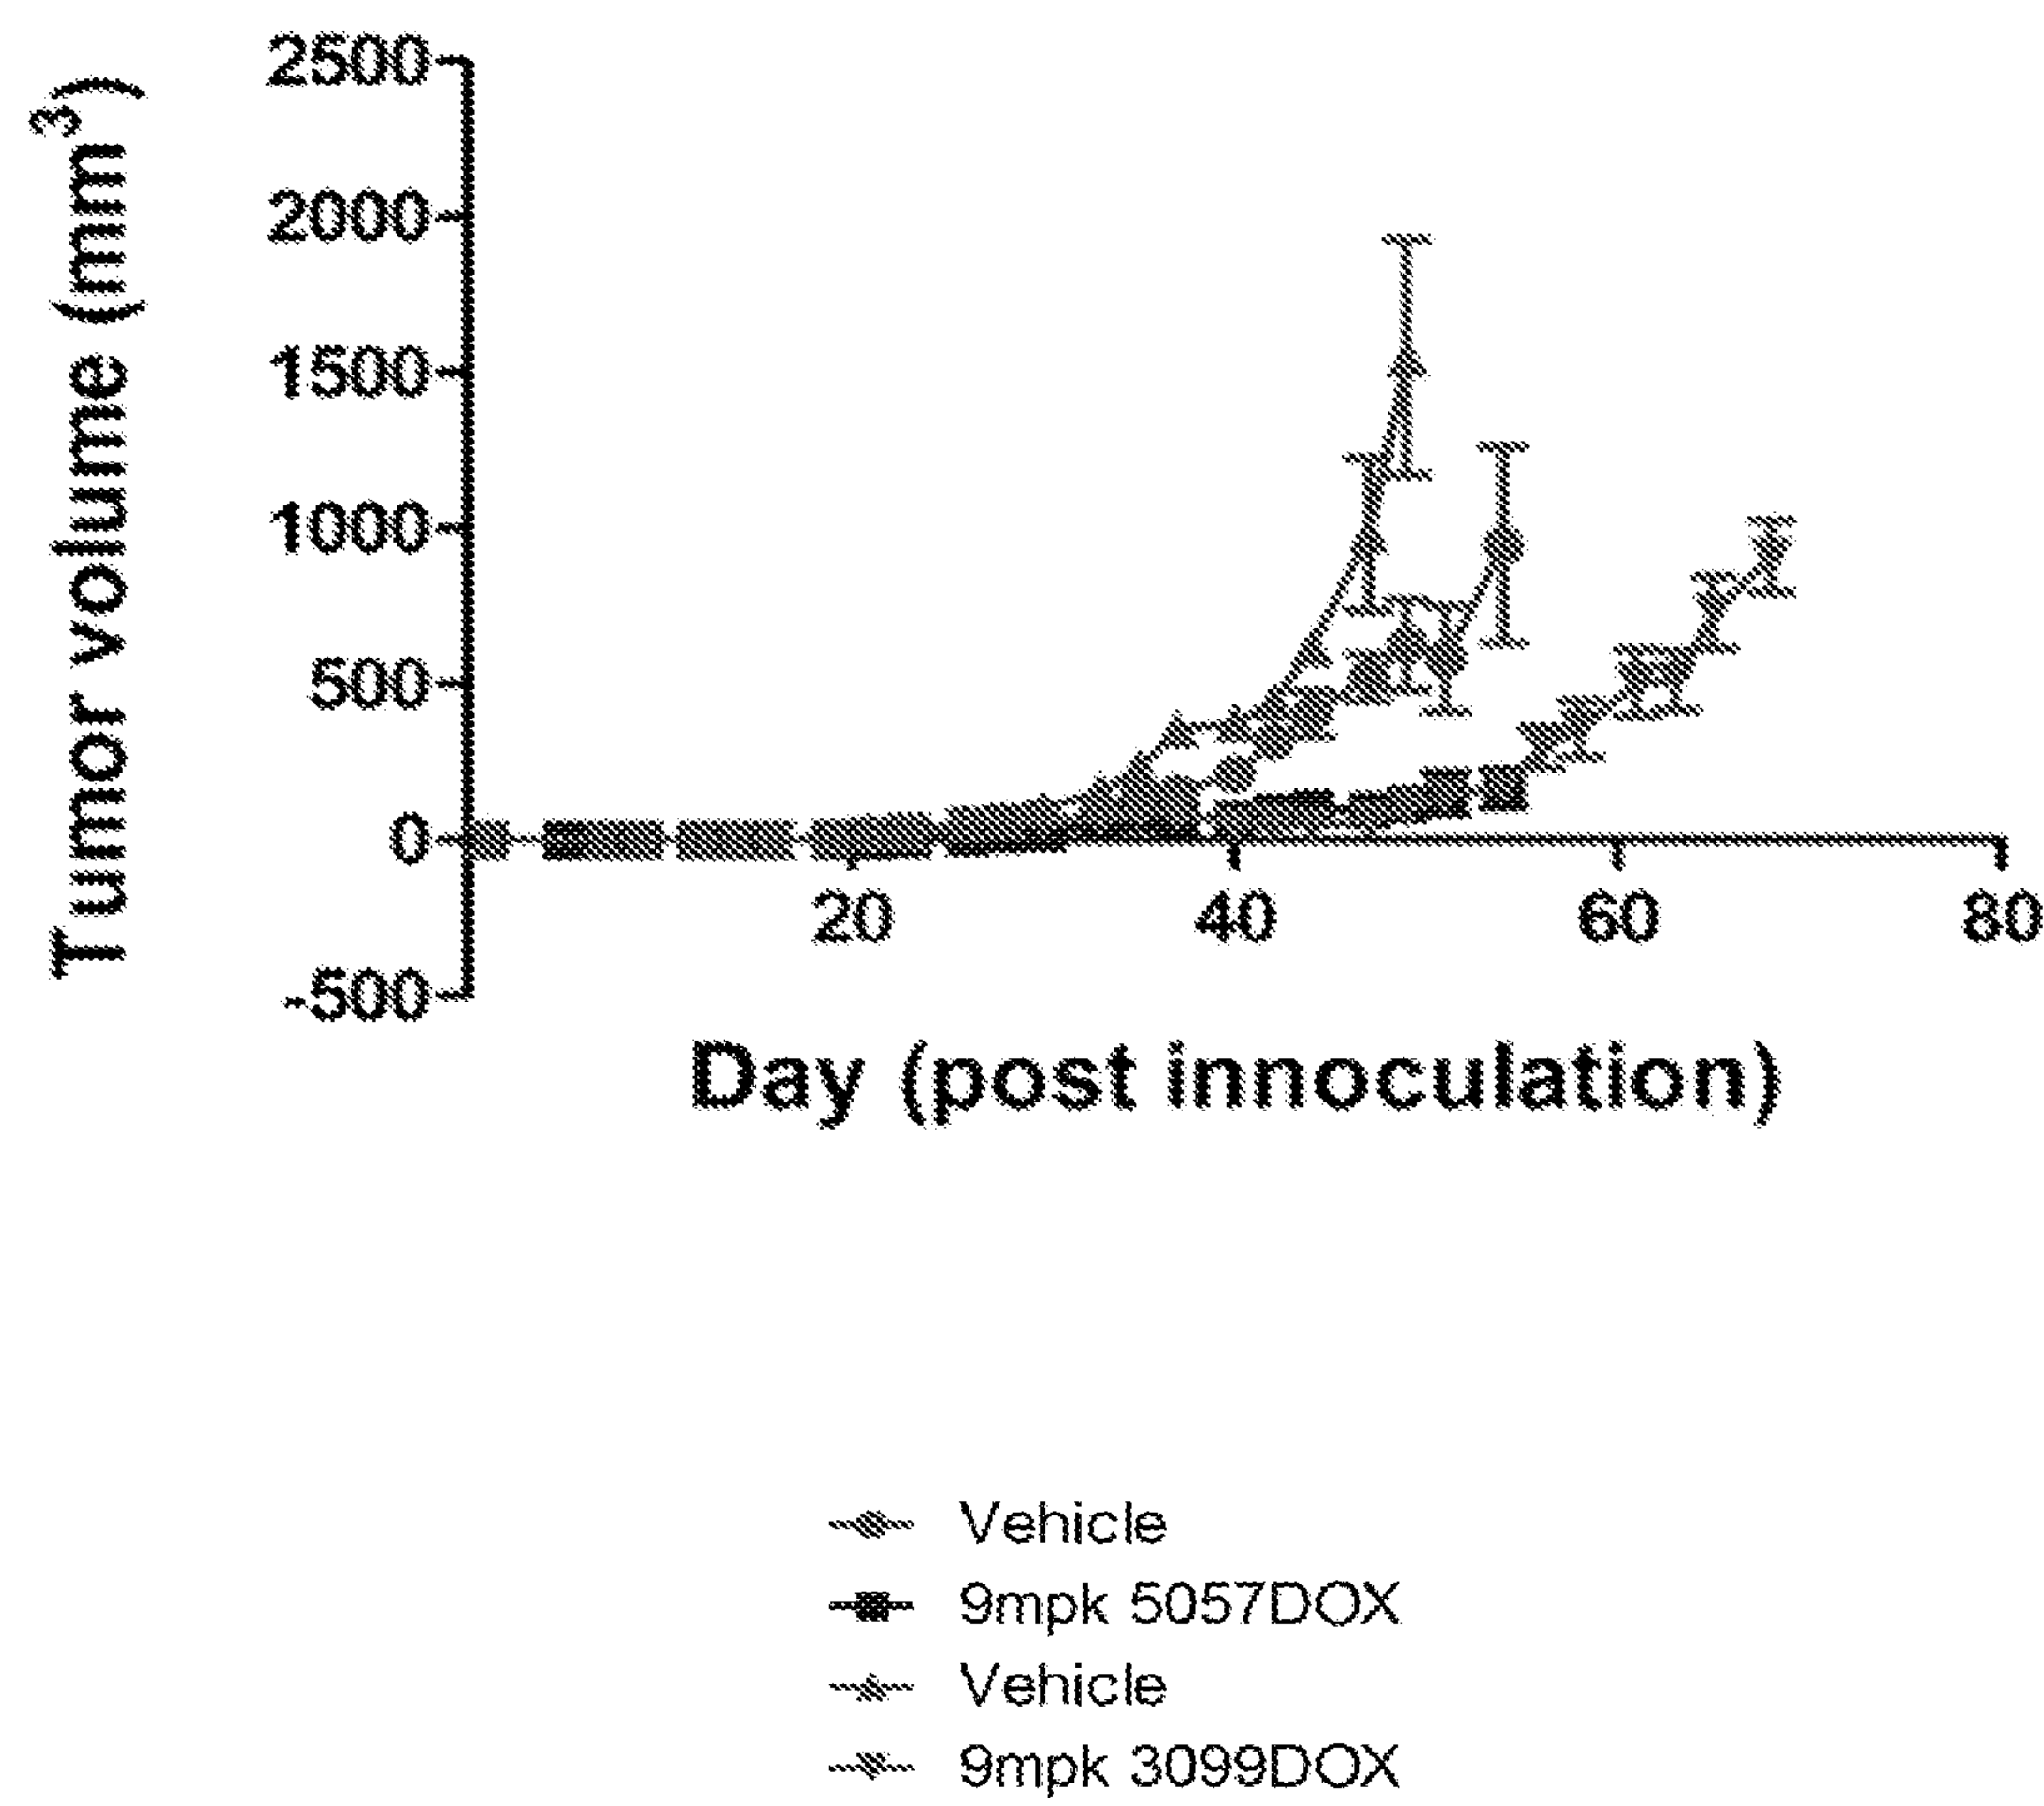 Tumor volume (mm³)
2500
2000
1500
1000
500
0
-500
20 40 60 80
Day (post innoculation)
Vehicle
9mpk 5057DOX
Vehicle
9mpk 3099DOX